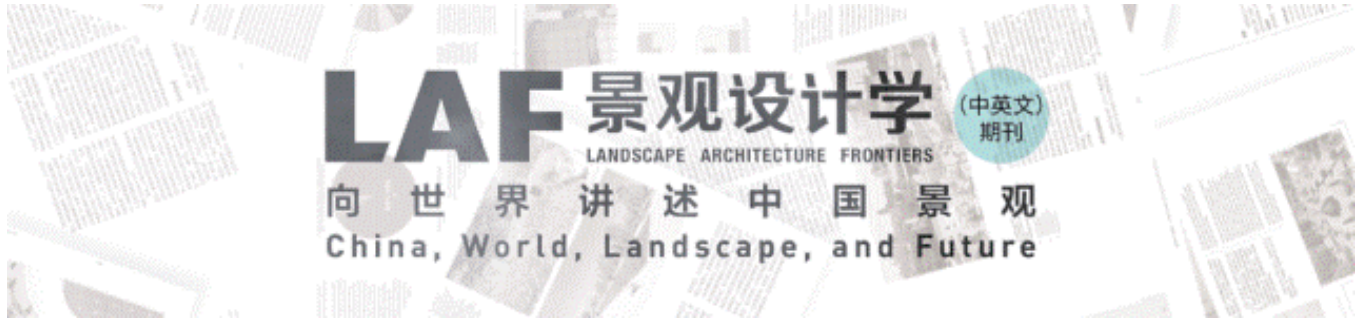 LAF 景观设计学
LANDSCAPE ARCHITECTURE FRONTIERS
(中英文)
期刊
向世界讲述中国景观
China, World, Landscape, and Future